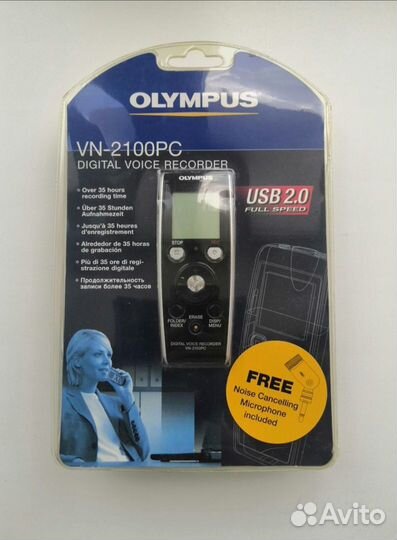 OLYMPUS
VN-2100PC
DIGITAL VOICE RECORDER
• Over 35 hours
recording time
• Über 35 Stunden
Aufnahmezeit
• Jusqu'à 35 heures
d'enregistrement
• Alrededor de 35 horas
de grabación
• Più di 35 ore di regi-
strazione digitale
• Продолжительность
записи более 35 часов
OLYMPUS
STOP
REC
FOLDER/
INDEX
ERASE
DISP/
MENU
DIGITAL VOICE RECORDER
VN-2100PC
USB 2.0
FULL SPEED
FREE
Noise Cancelling
Microphone
included
Avito